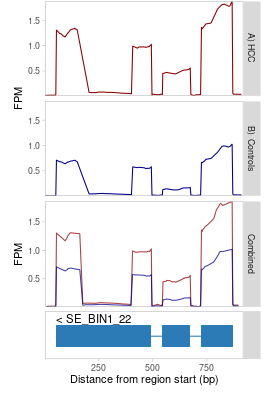 1.5
1.0
0.5
FPM
A) HCC
1.5
1.0
0.5
B) Controls
1.5
1.0
0.5
FPM
Combined
< SE_BIN1_22
250 500 750
Distance from region start (bp)